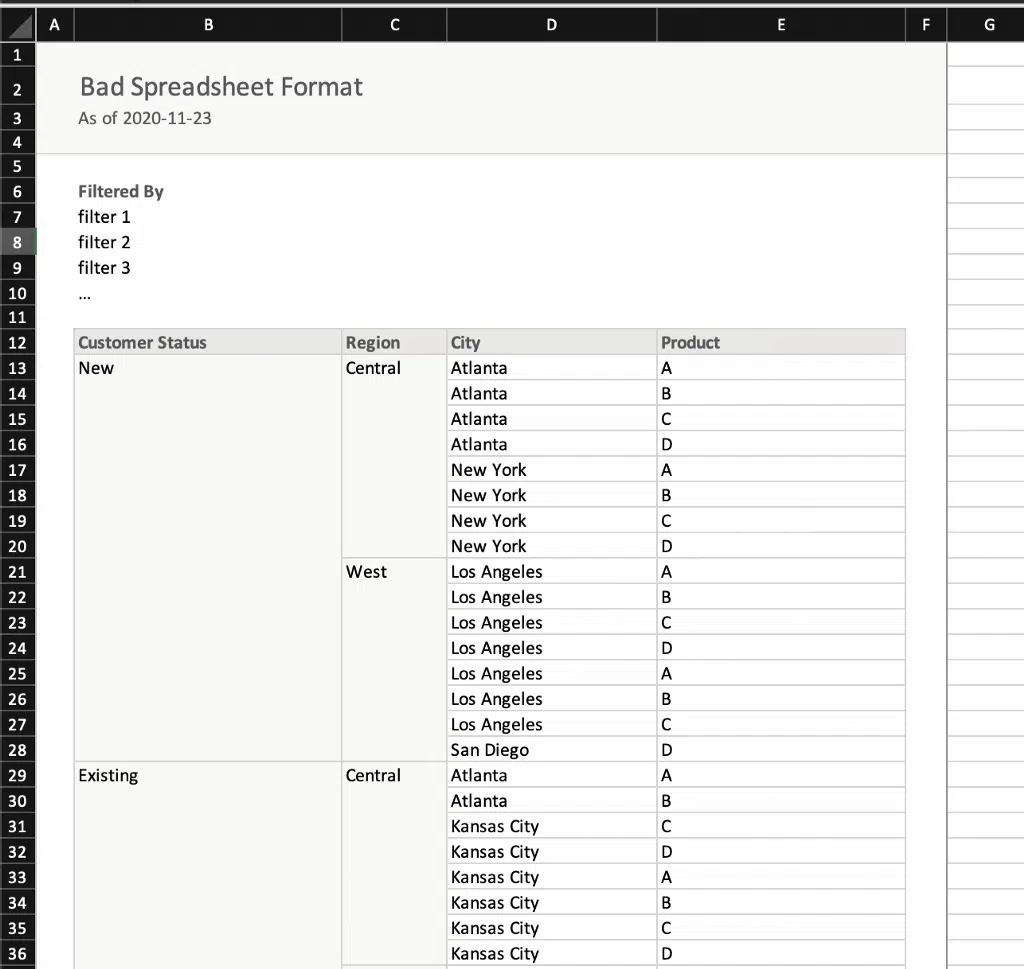 A B C D E F G
1
2 Bad Spreadsheet Format
3 As of 2020-11-23
4
5
6 Filtered By
7 filter 1
8 filter 2
9 filter 3
10 ...
11
12 Customer Status Region City Product
13 New Central Atlanta A
14 Atlanta B
15 Atlanta C
16 Atlanta D
17 New York A
18 New York B
19 New York C
20 New York D
21 West Los Angeles A
22 Los Angeles B
23 Los Angeles C
24 Los Angeles D
25 Los Angeles A
26 Los Angeles B
27 Los Angeles C
28 San Diego D
29 Existing Central Atlanta A
30 Atlanta B
31 Kansas City C
32 Kansas City D
33 Kansas City A
34 Kansas City B
35 Kansas City C
36 Kansas City D